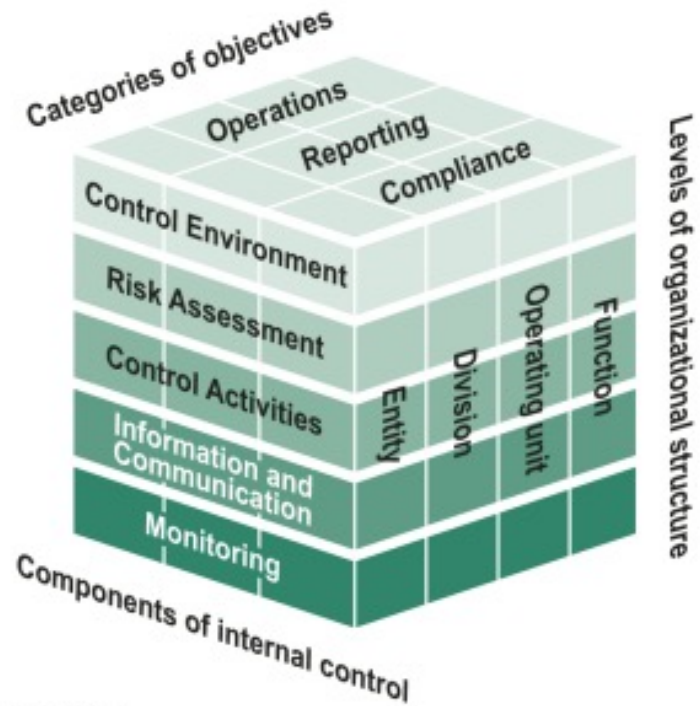 Categories of objectives
Operations
Reporting
Compliance
Control Environment
Risk Assessment
Control Activities
Information and
Communication
Monitoring
Components of internal control
Entity
Division
Operating unit
Function
Levels of organizational structure